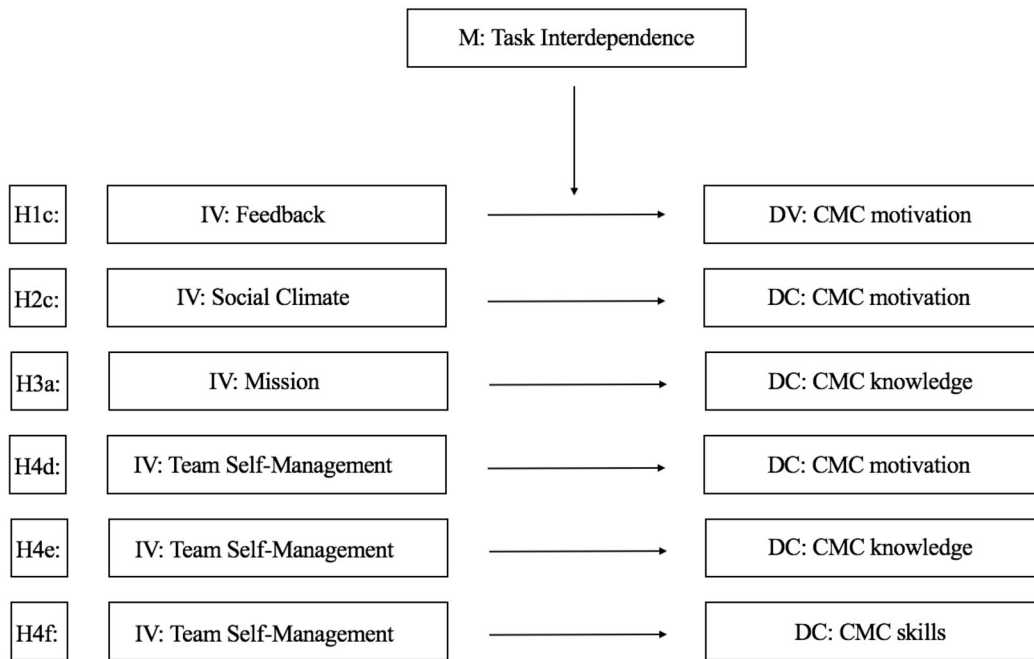 M: Task Interdependence
H1c: IV: Feedback DV: CMC motivation
H2c: IV: Social Climate DC: CMC motivation
H3a: IV: Mission DC: CMC knowledge
H4d: IV: Team Self-Management DC: CMC motivation
H4e: IV: Team Self-Management DC: CMC knowledge
H4f: IV: Team Self-Management DC: CMC skills